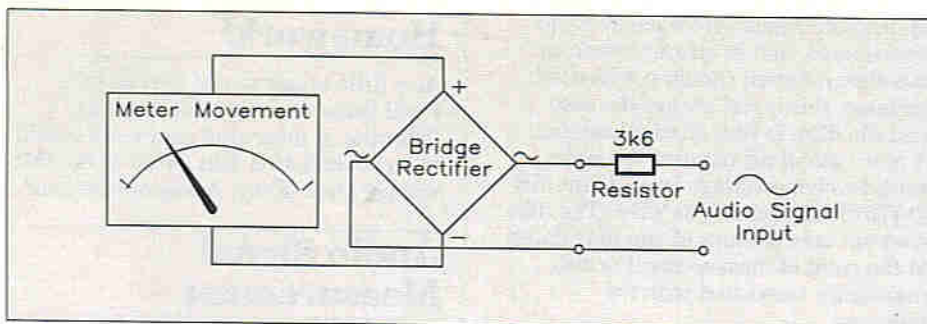 Meter Movement
+
Bridge
Rectifier
−
3k6
Resistor
Audio Signal
Input